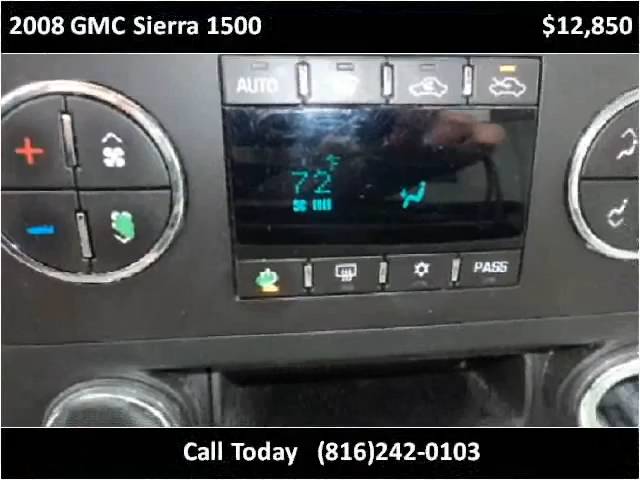 2008 GMC Sierra 1500 $12,850
AUTO
72°F
PASS
Call Today (816)242-0103